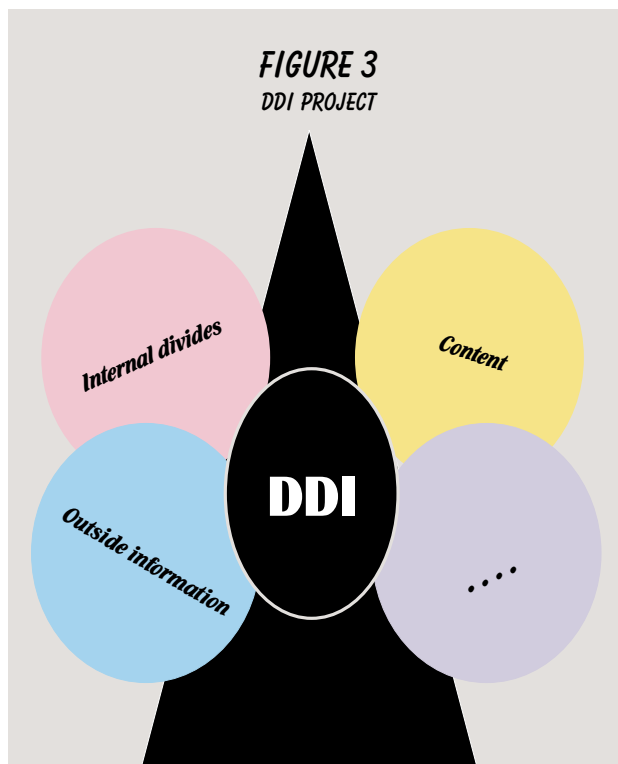 FIGURE 3
DDI PROJECT
Internal divides
Content
DDI
Outside information
. . . .